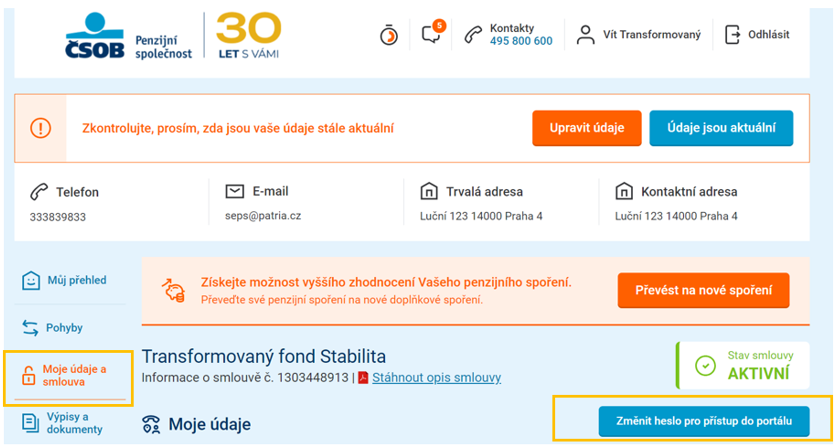 ČSOB
Penzijní
společnost
30
LET S VÁMI
5
Kontakty
495 800 600
Vít Transformovaný
Odhlásit
Zkontrolujte, prosím, zda jsou vaše údaje stále aktuální
Upravit údaje
Údaje jsou aktuální
Telefon
333839833
E-mail
seps@patria.cz
Trvalá adresa
Luční 123 14000 Praha 4
Kontaktní adresa
Luční 123 14000 Praha 4
Můj přehled
Pohyby
Moje údaje a
smlouva
Výpisy a
dokumenty
Získejte možnost vyššího zhodnocení Vašeho penzijního spoření.
Převeďte své penzijní spoření na nové doplňkové spoření.
Převést na nové spoření
Transformovaný fond Stabilita
Informace o smlouvě č. 1303448913 | Stáhnout opis smlouvy
Stav smlouvy
AKTIVNÍ
Moje údaje
Změnit heslo pro přístup do portálu